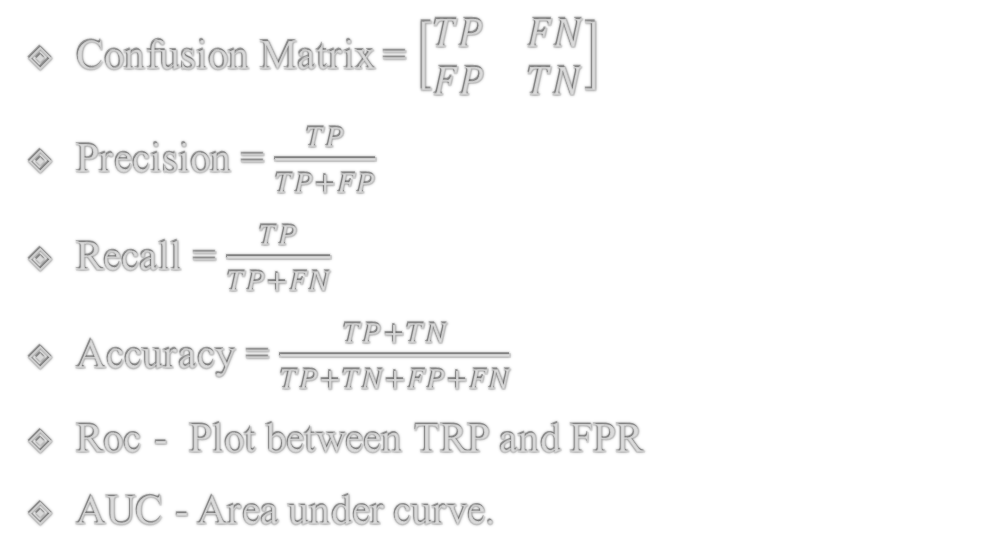 ❖ Confusion Matrix = [TP FN
FP TN]
❖ Precision = TP / TP+FP
❖ Recall = TP / TP+FN
❖ Accuracy = TP+TN / TP+TN+FP+FN
❖ Roc - Plot between TRP and FPR
❖ AUC - Area under curve.